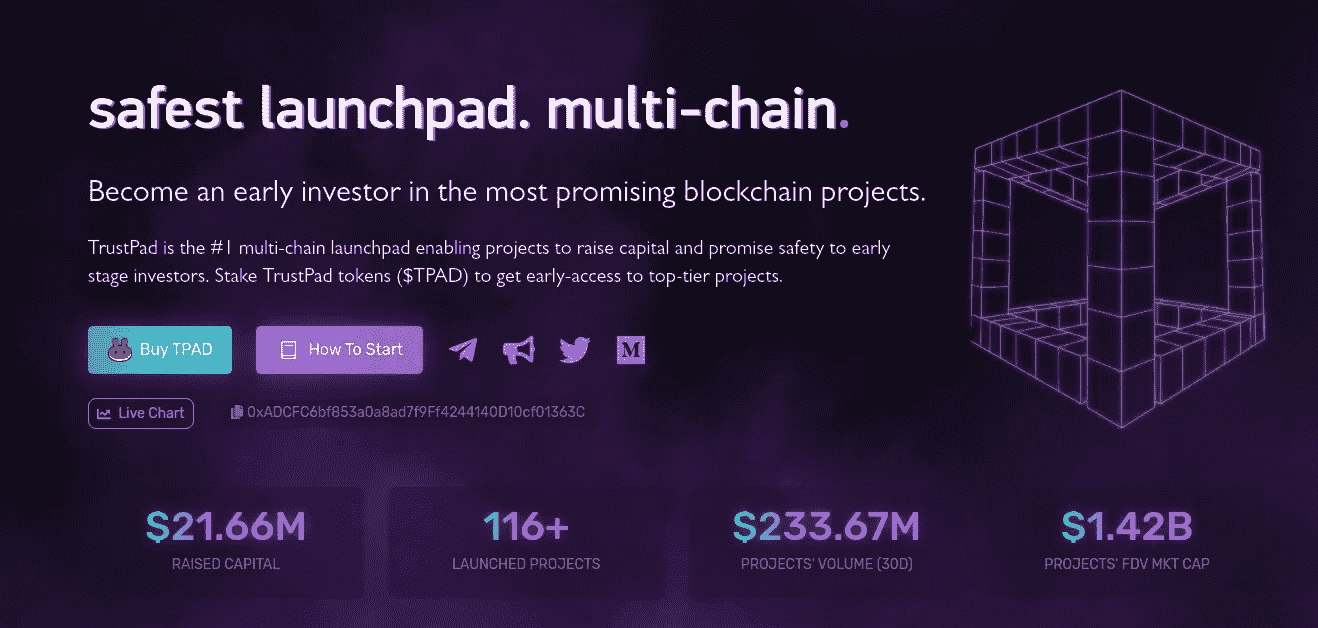 safest launchpad. multi-chain.
Become an early investor in the most promising blockchain projects.
TrustPad is the #1 multi-chain launchpad enabling projects to raise capital and promise safety to early
stage investors. Stake TrustPad tokens ($TPAD) to get early-access to top-tier projects.
Buy TPAD How To Start M
Live Chart 0xADCFC6bf853a0a8ad7f9Ff4244140D10cf01363C
$21.66M 116+ $233.67M $1.42B
RAISED CAPITAL LAUNCHED PROJECTS PROJECTS' VOLUME (30D) PROJECTS' FDV MKT CAP